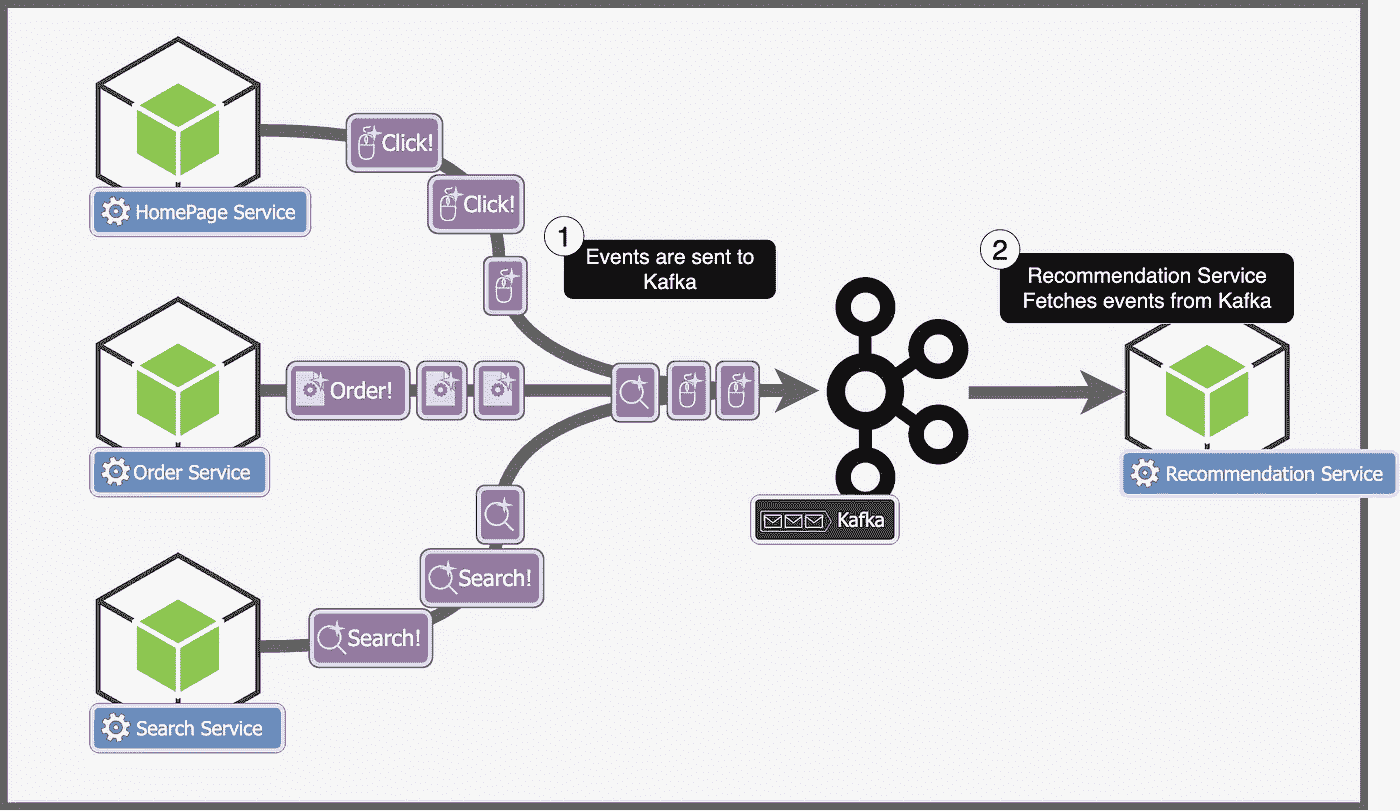 Click!
Click!
HomePage Service
1
Events are sent to
Kafka
2
Recommendation Service
Fetches events from Kafka
Order!
Order Service
Recommendation Service
Kafka
Search!
Search!
Search Service